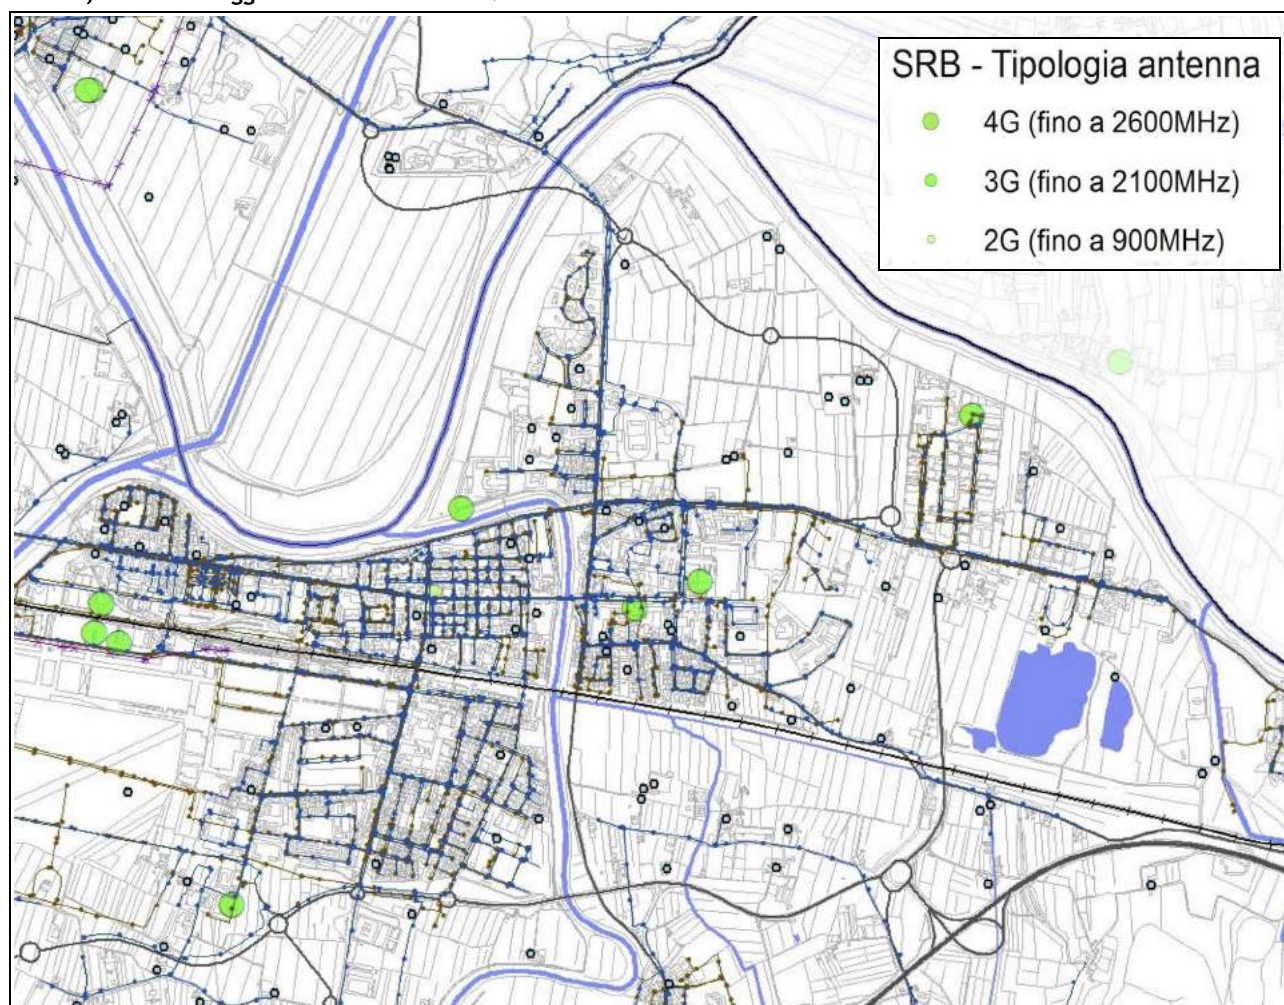 SRB - Tipologia antenna
4G (fino a 2600MHz)
3G (fino a 2100MHz)
2G (fino a 900MHz)